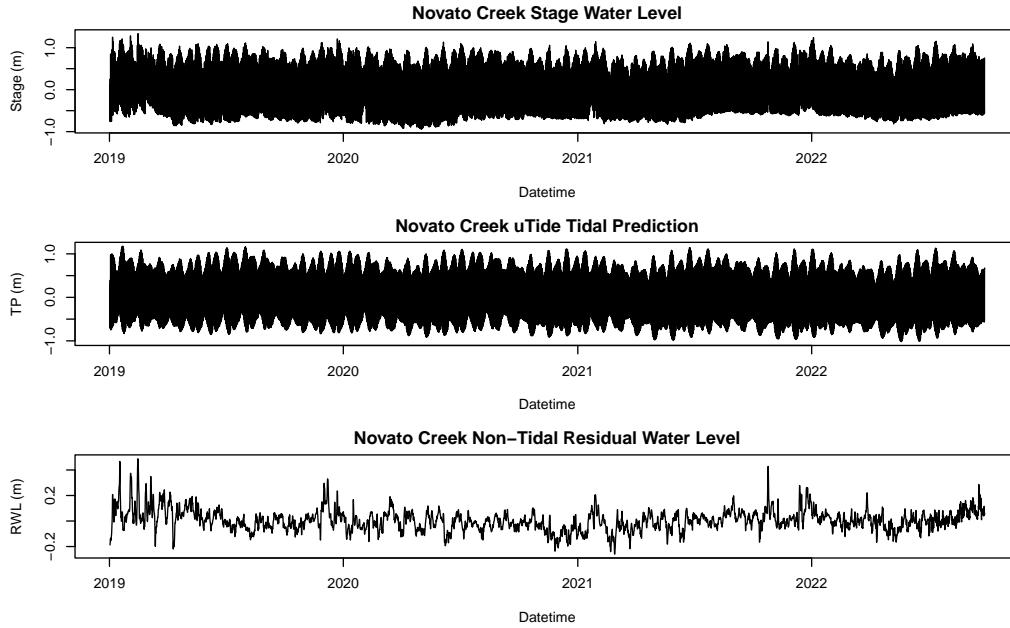 Novato Creek Stage Water Level
Stage (m)
1.0
0.0
−1.0
2019 2020 2021 2022
Datetime
Novato Creek uTide Tidal Prediction
TP (m)
1.0
0.0
−1.0
2019 2020 2021 2022
Datetime
Novato Creek Non−Tidal Residual Water Level
RWL (m)
0.2
−0.2
2019 2020 2021 2022
Datetime